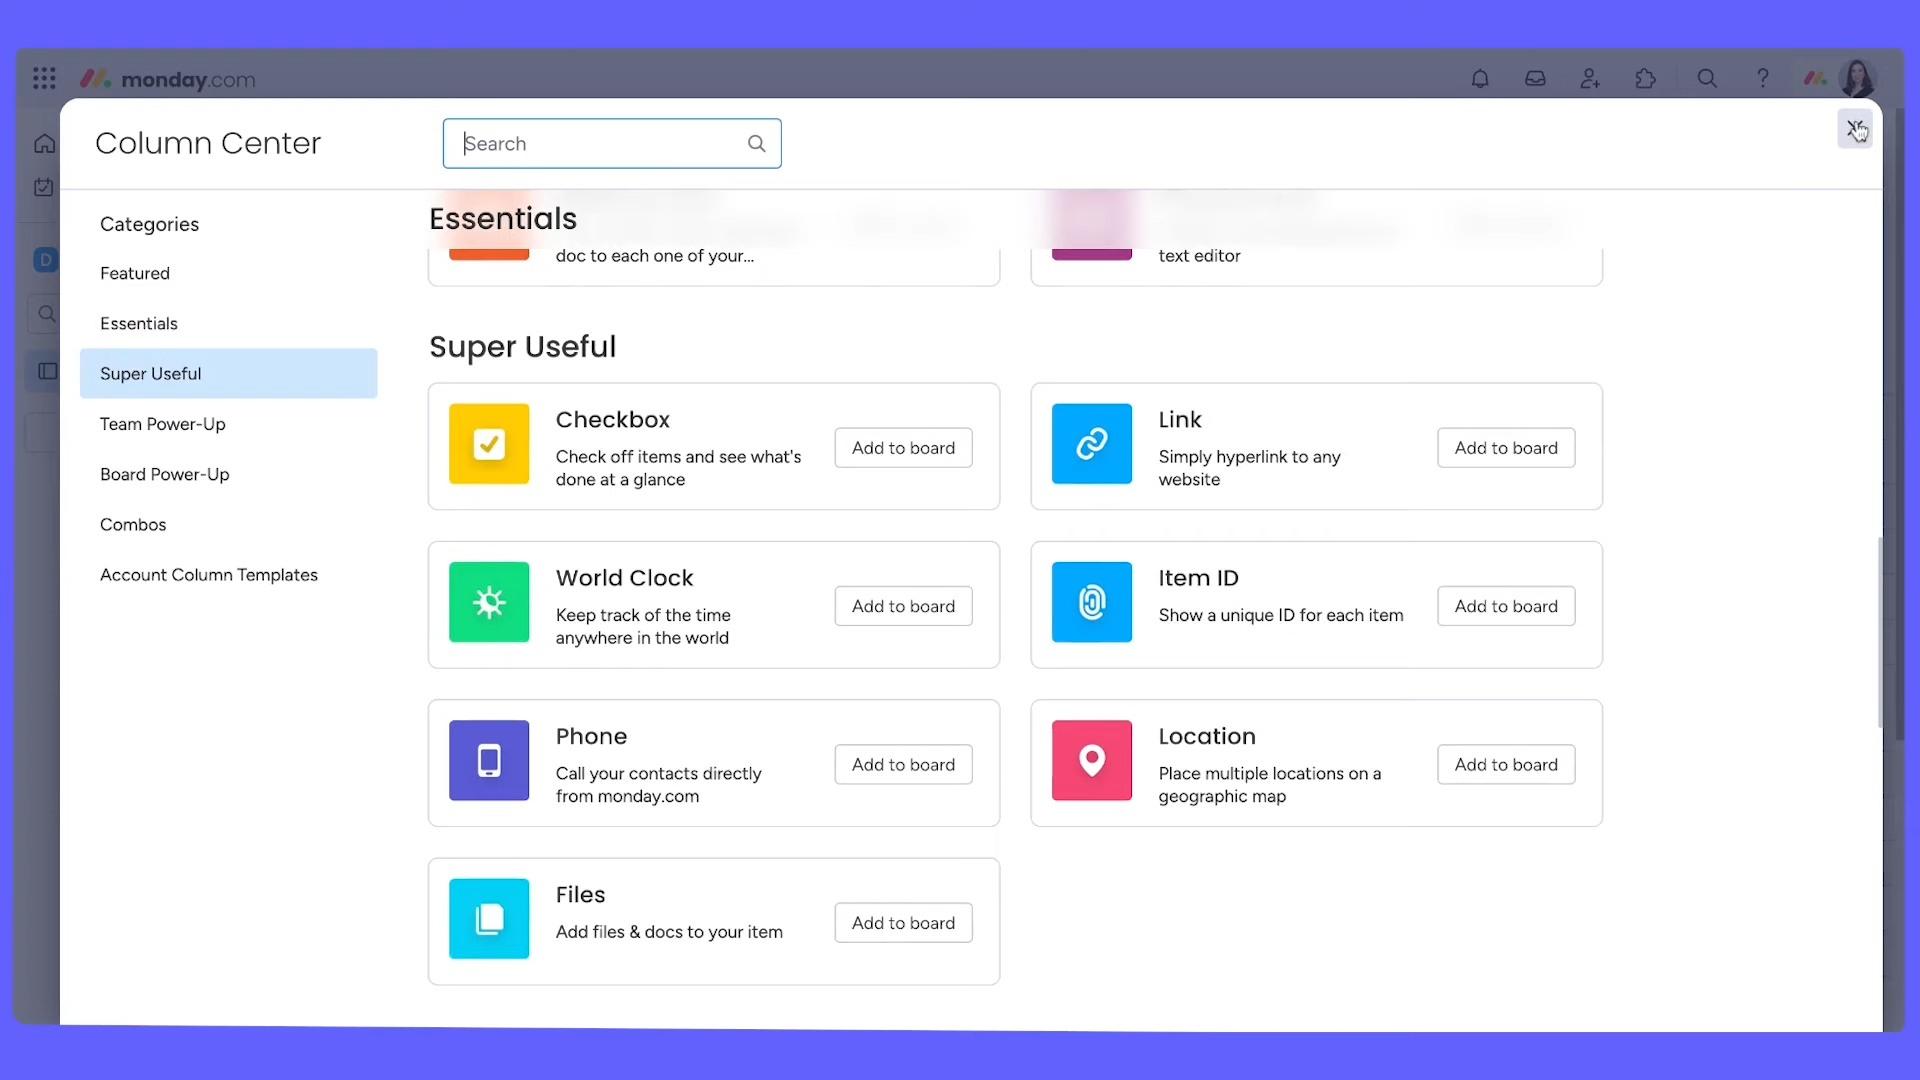 monday.com
Column Center
Search
Categories
Featured
Essentials
Super Useful
Team Power-Up
Board Power-Up
Combos
Account Column Templates
D
Essentials
doc to each one of your...
text editor
Super Useful
Checkbox
Check off items and see what's
done at a glance
Add to board
Link
Simply hyperlink to any
website
Add to board
World Clock
Keep track of the time
anywhere in the world
Add to board
Item ID
Show a unique ID for each item
Add to board
Phone
Call your contacts directly
from monday.com
Add to board
Location
Place multiple locations on a
geographic map
Add to board
Files
Add files & docs to your item
Add to board